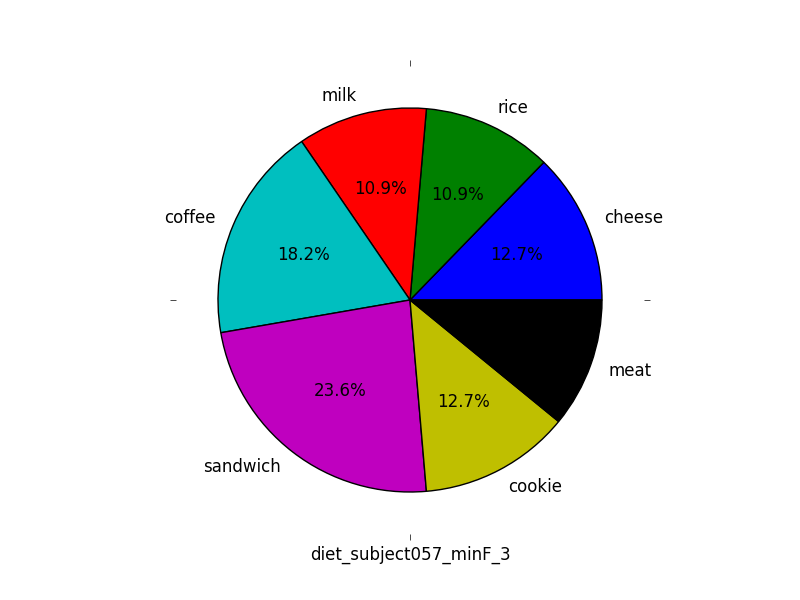 milk
rice
10.9%
10.9%
coffee
cheese
18.2%
12.7%
meat
23.6%
12.7%
sandwich
cookie
diet_subject057_minF_3